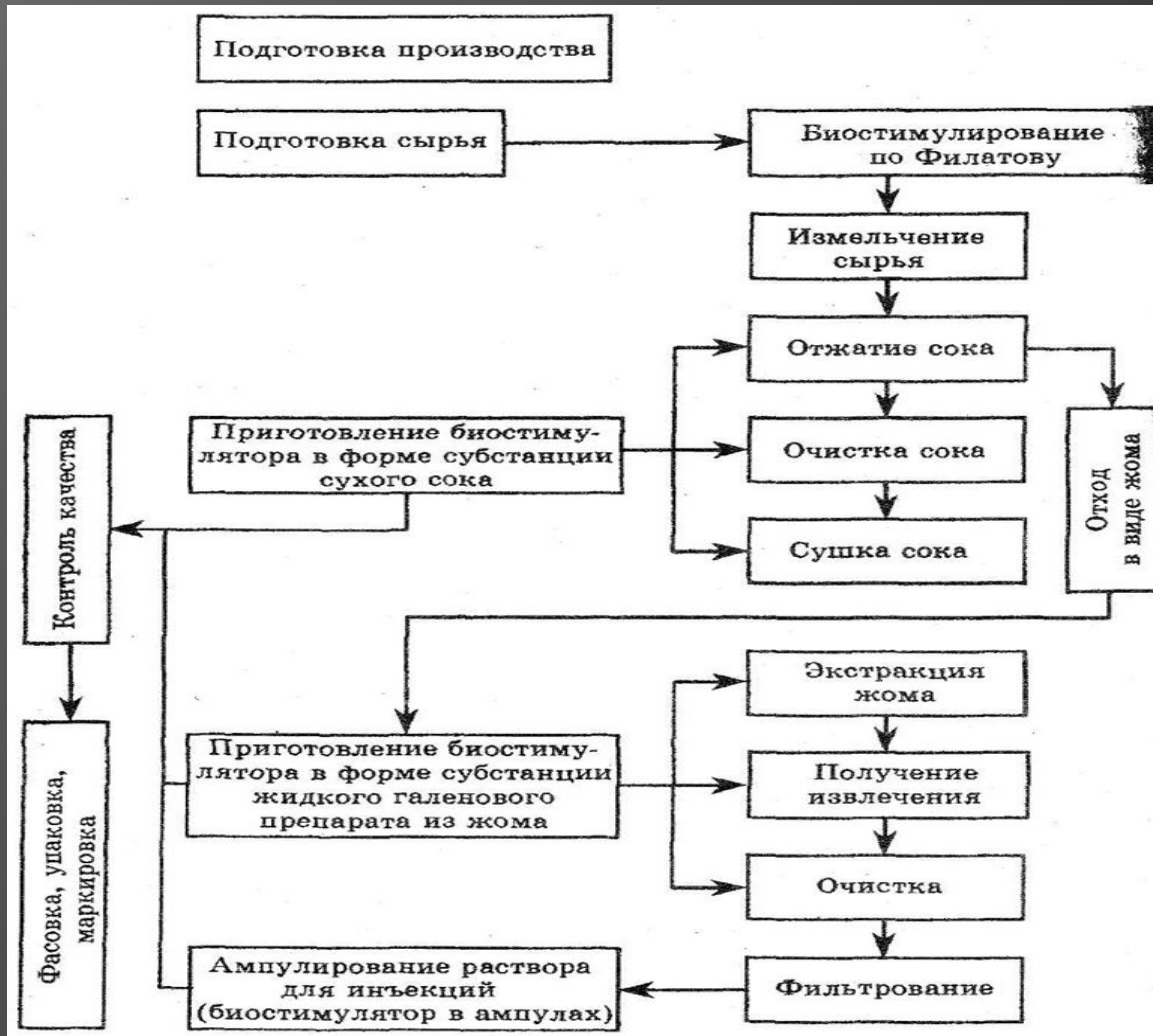 Подготовка производства
Подготовка сырья
Биостимулирование
по Филатову
Измельчение
сырья
Отжатие сока
Приготовление биостиму-
лятора в форме субстанции
сухого сока
Очистка сока
Сушка сока
Отход
в виде жома
Контроль качества
Экстракция
жома
Приготовление биостиму-
лятора в форме субстанции
жидкого галенового
препарата из жома
Получение
извлечения
Очистка
Фасовка, упаковка,
маркировка
Ампулирование раствора
для инъекций
(биостимулятор в ампулах)
Фильтрование